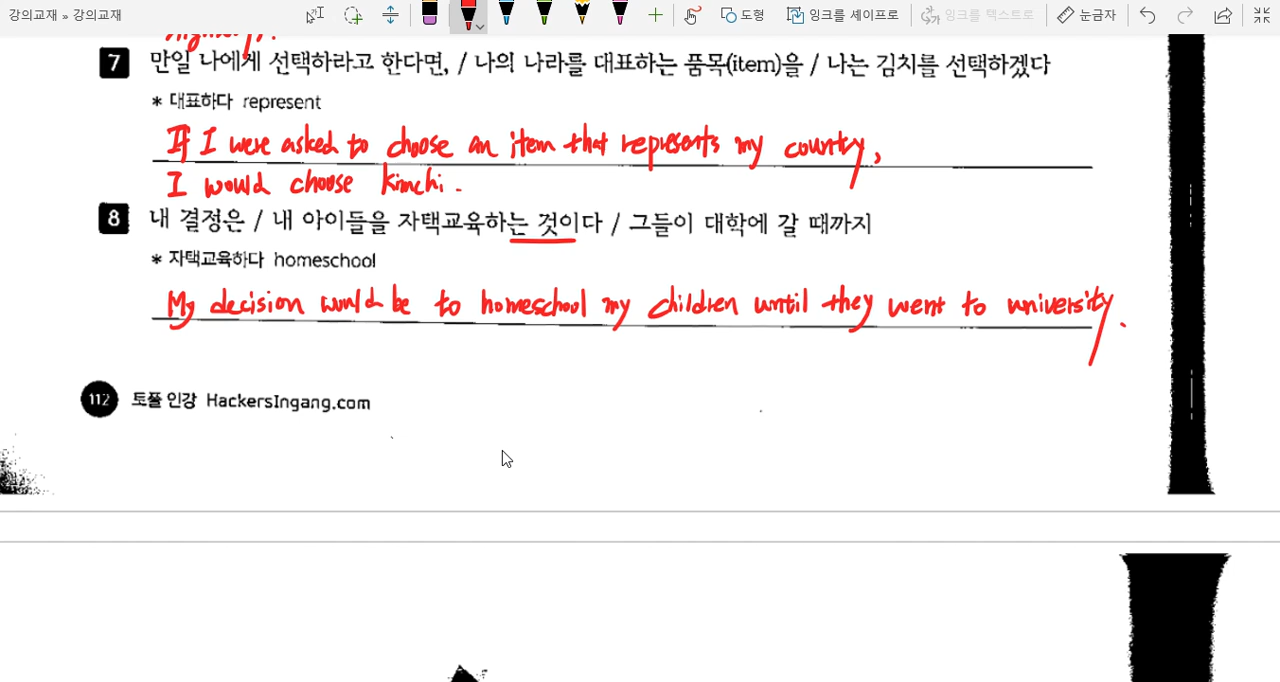 강의교재 » 강의교재
도형
잉크를 셰이프로
잉크를 텍스트로
눈금자
7 만일 나에게 선택하라고 한다면, / 나의 나라를 대표하는 품목(item)을 / 나는 김치를 선택하겠다
* 대표하다 represent
If I were asked to choose an item that represents my country,
I would choose kimchi.
8 내 결정은 / 내 아이들을 자택교육하는 것이다 / 그들이 대학에 갈 때까지
* 자택교육하다 homeschool
My decision would be to homeschool my children until they went to university.
112 토플 인강 HackersIngang.com